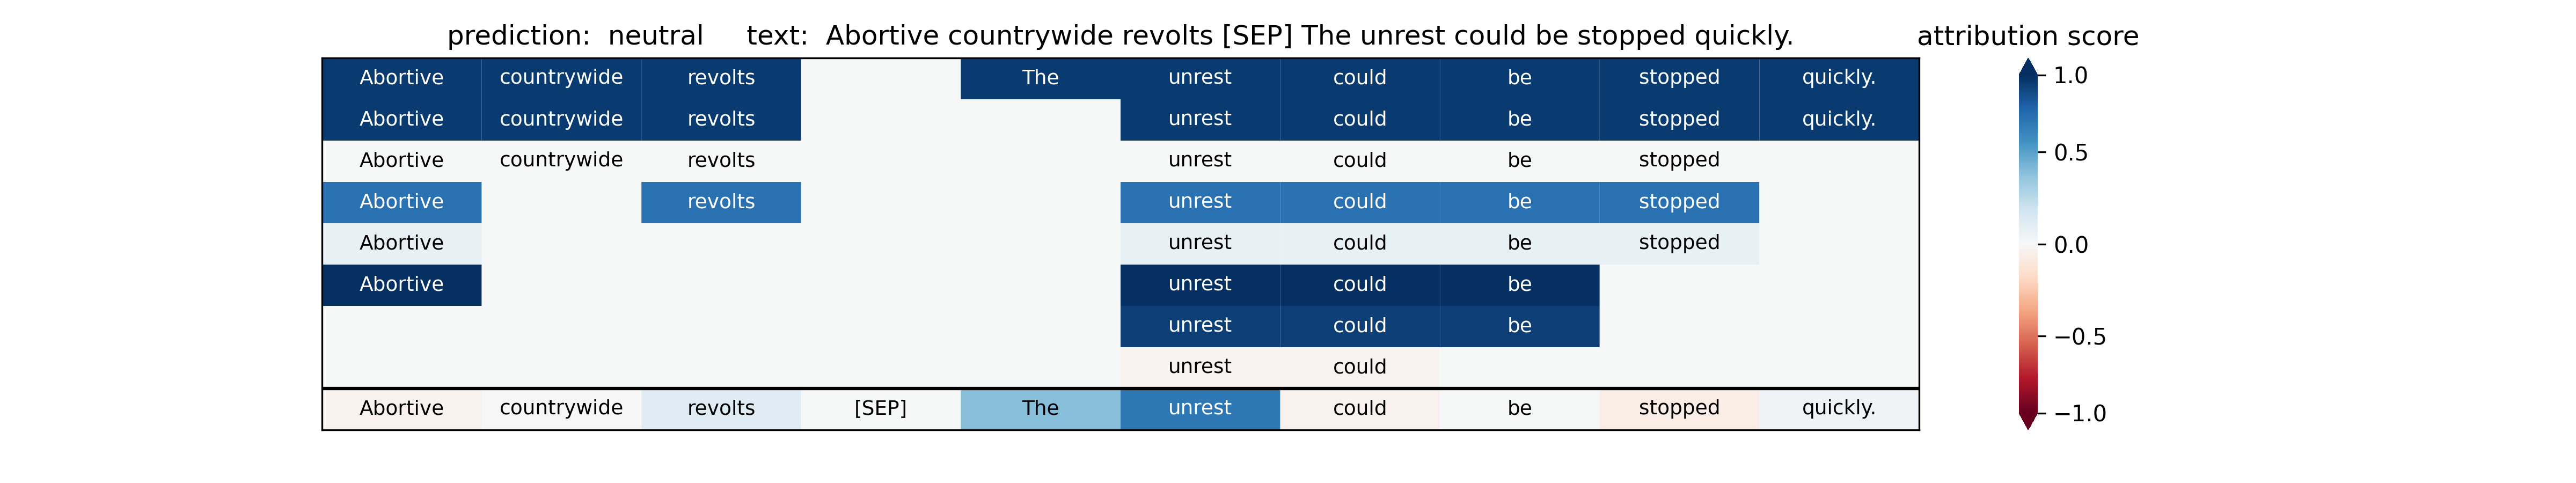 prediction: neutral text: Abortive countrywide revolts [SEP] The unrest could be stopped quickly. attribution score
Abortive countrywide revolts The unrest could be stopped quickly. 1.0
Abortive countrywide revolts unrest could be stopped quickly.
Abortive countrywide revolts unrest could be stopped 0.5
Abortive revolts unrest could be stopped
Abortive unrest could be stopped 0.0
Abortive unrest could be
unrest could be −0.5
unrest could
Abortive countrywide revolts [SEP] The unrest could be stopped quickly. −1.0